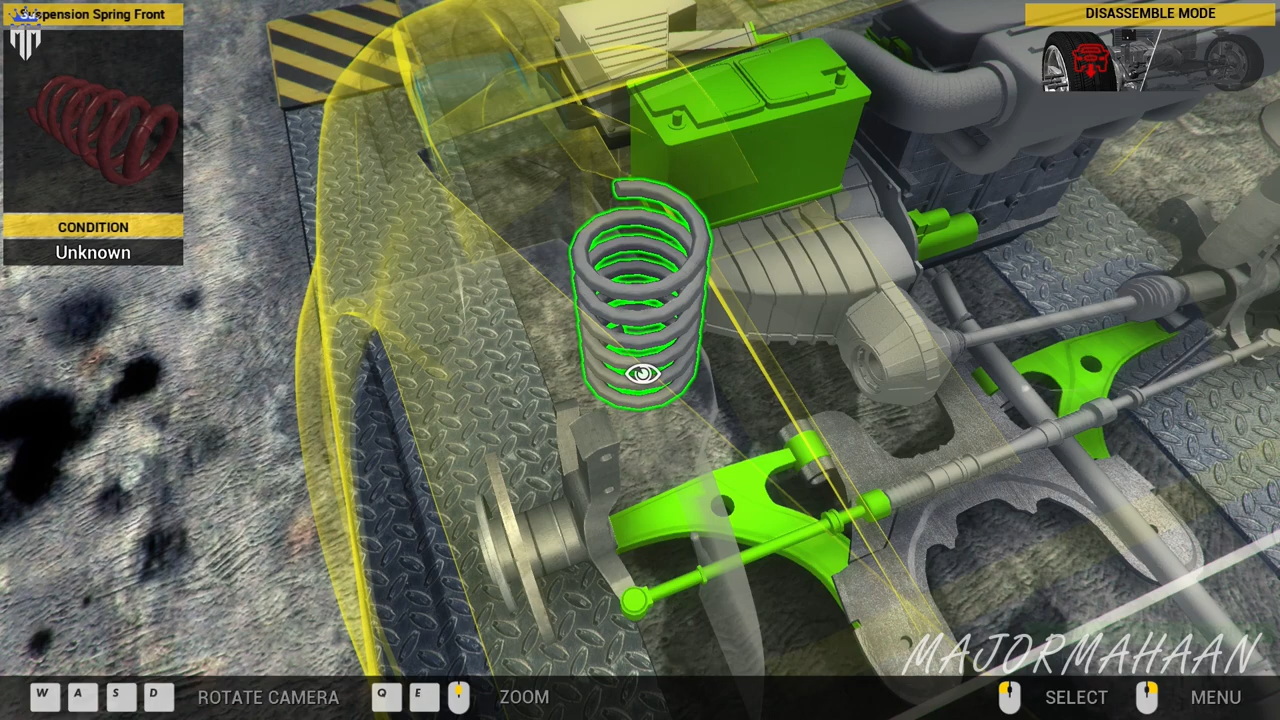 Suspension Spring Front
CONDITION
Unknown
DISASSEMBLE MODE
MAJORMAHAAN
W A S D ROTATE CAMERA Q E ZOOM SELECT MENU